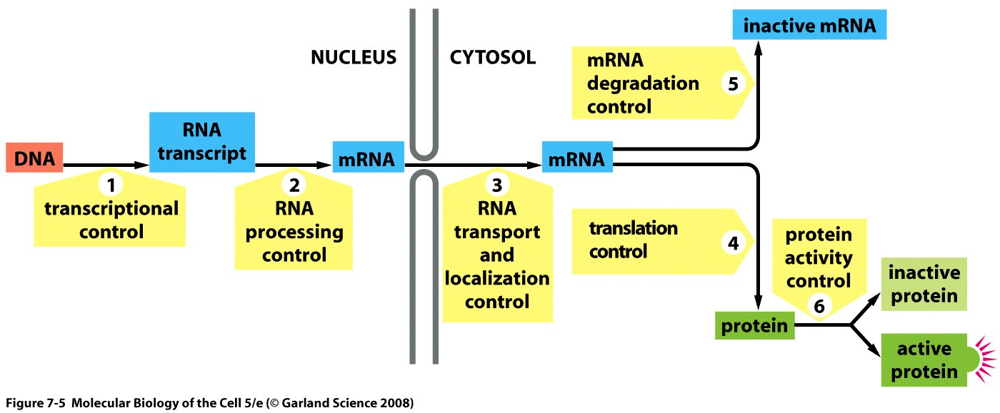 NUCLEUS
CYTOSOL
inactive mRNA
mRNA
degradation
control
5
DNA
RNA
transcript
mRNA
mRNA
1
transcriptional
control
2
RNA
processing
control
3
RNA
transport
and
localization
control
translation
control
4
protein
activity
control
6
protein
inactive
protein
active
protein
Figure 7-5 Molecular Biology of the Cell 5/e (© Garland Science 2008)